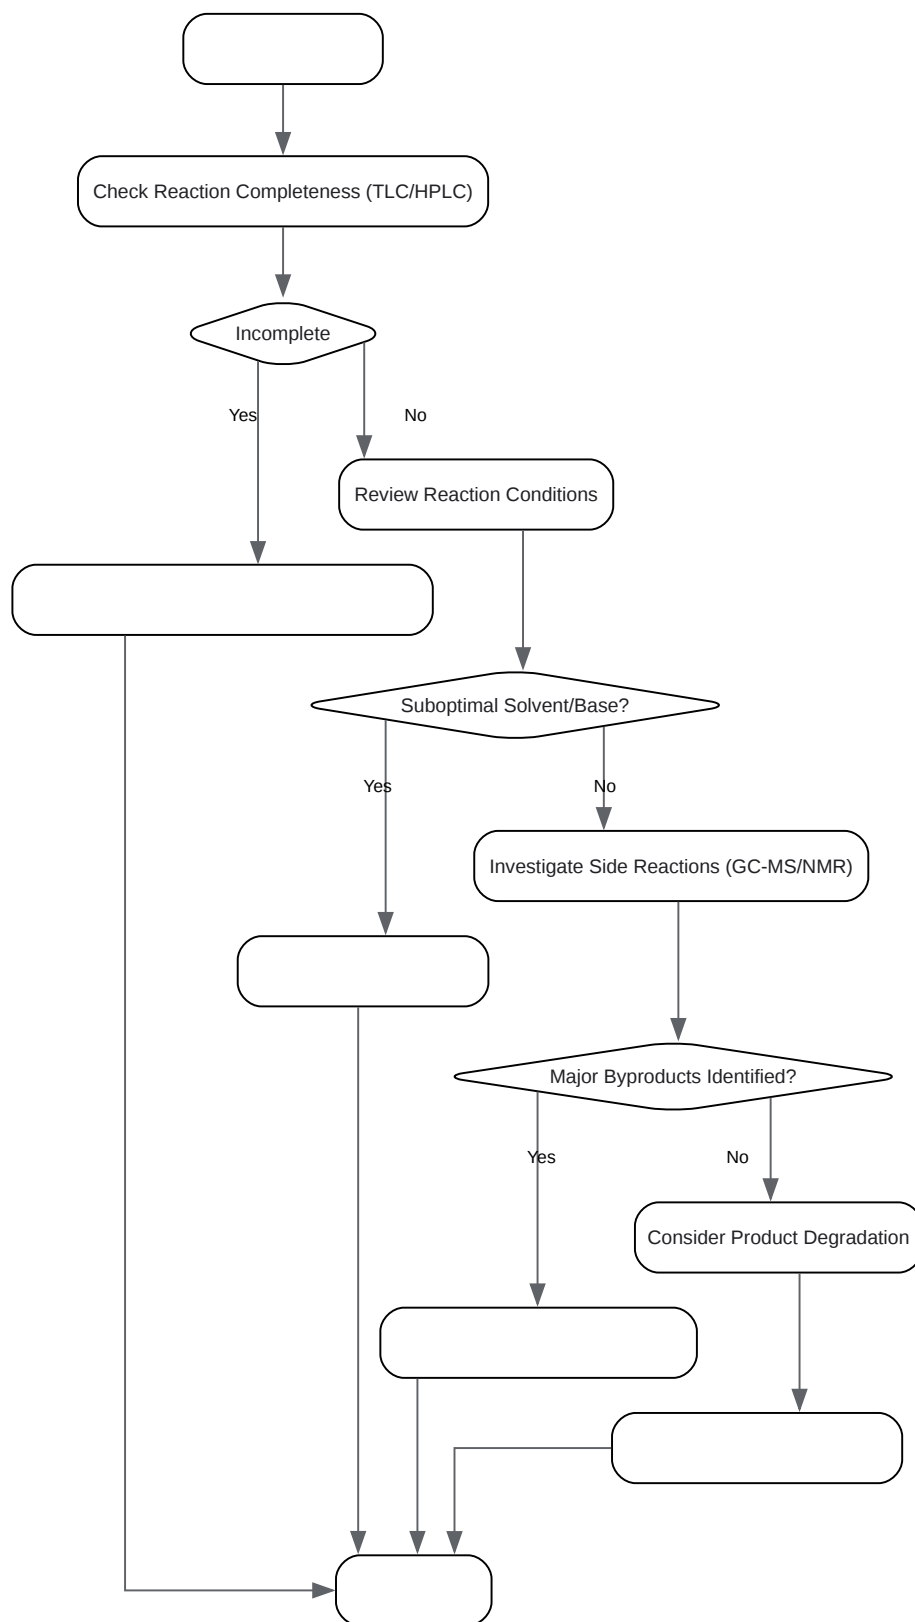 Check Reaction Completeness (TLC/HPLC)
Incomplete
Yes
No
Review Reaction Conditions
Suboptimal Solvent/Base?
Yes
No
Investigate Side Reactions (GC-MS/NMR)
Major Byproducts Identified?
Yes
No
Consider Product Degradation